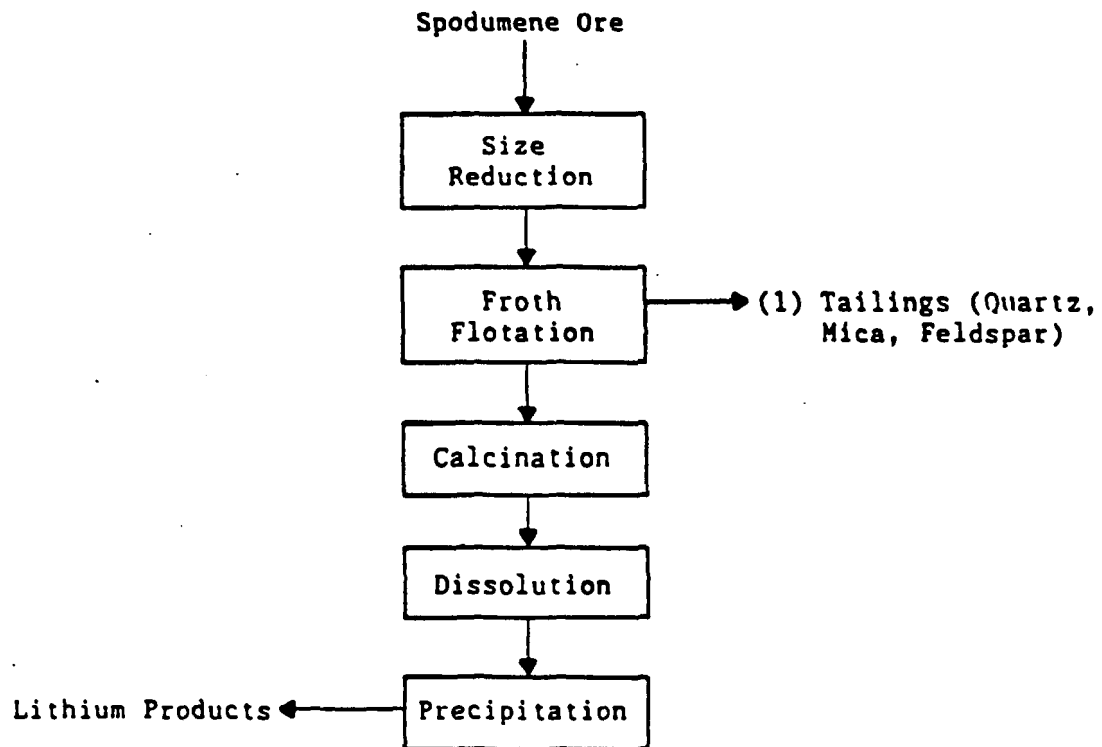 Spodumene Ore
Size
Reduction
Froth
Flotation
(1) Tailings (Quartz,
Mica, Feldspar)
Calcination
Dissolution
Precipitation
Lithium Products